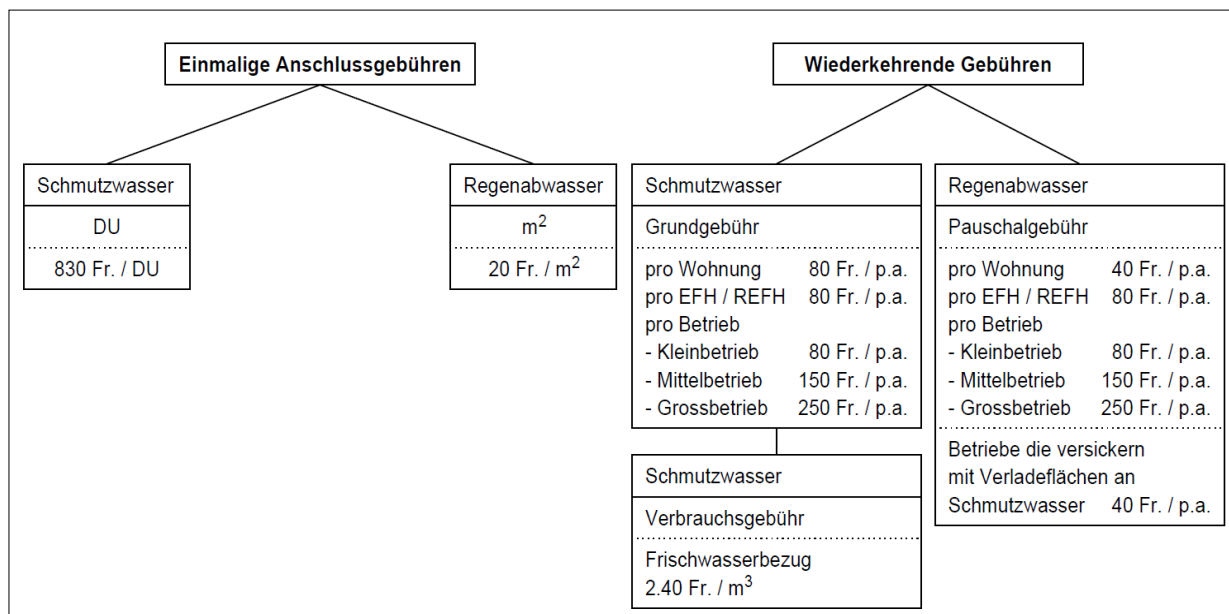 Einmalige Anschlussgebühren
Schmutzwasser
DU
830 Fr. / DU
Regenabwasser
m²
20 Fr. / m²
Wiederkehrende Gebühren
Schmutzwasser
Grundgebühr
pro Wohnung 80 Fr. / p.a.
pro EFH / REFH 80 Fr. / p.a.
pro Betrieb
- Kleinbetrieb 80 Fr. / p.a.
- Mittelbetrieb 150 Fr. / p.a.
- Grossbetrieb 250 Fr. / p.a.
Schmutzwasser
Verbrauchsgebühr
Frischwasserbezug
2.40 Fr. / m³
Regenabwasser
Pauschalgebühr
pro Wohnung 40 Fr. / p.a.
pro EFH / REFH 80 Fr. / p.a.
pro Betrieb
- Kleinbetrieb 80 Fr. / p.a.
- Mittelbetrieb 150 Fr. / p.a.
- Grossbetrieb 250 Fr. / p.a.
Betriebe die versickern
mit Verladeflächen an
Schmutzwasser 40 Fr. / p.a.